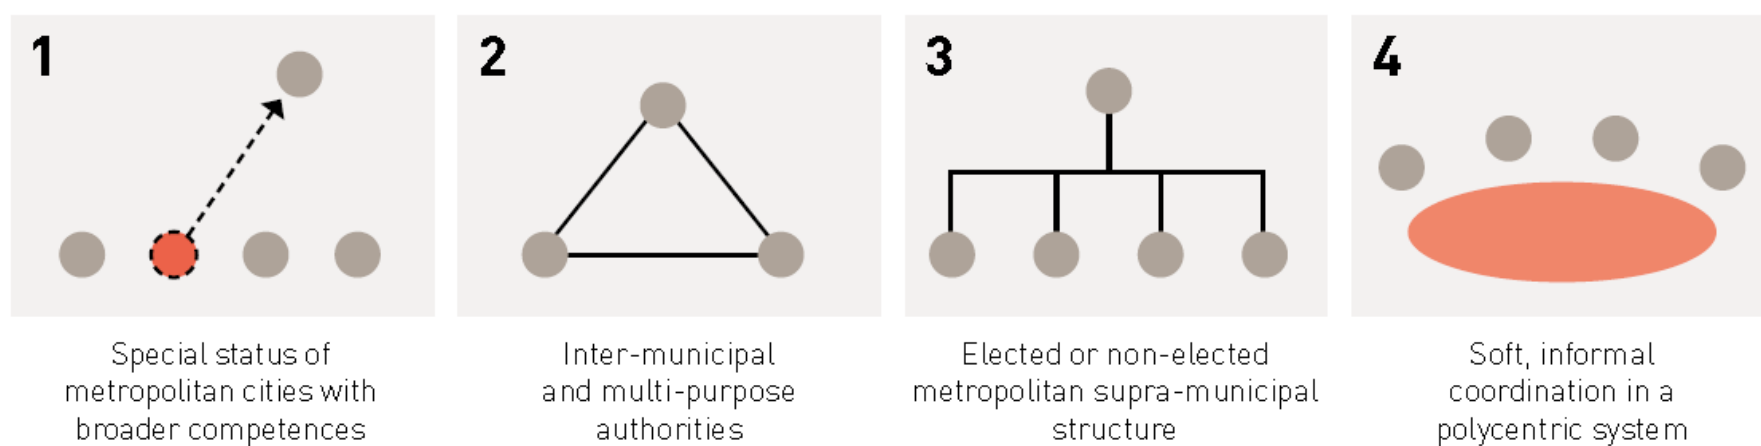 1
Special status of
metropolitan cities with
broader competences
2
Inter-municipal
and multi-purpose
authorities
3
Elected or non-elected
metropolitan supra-municipal
structure
4
Soft, informal
coordination in a
polycentric system